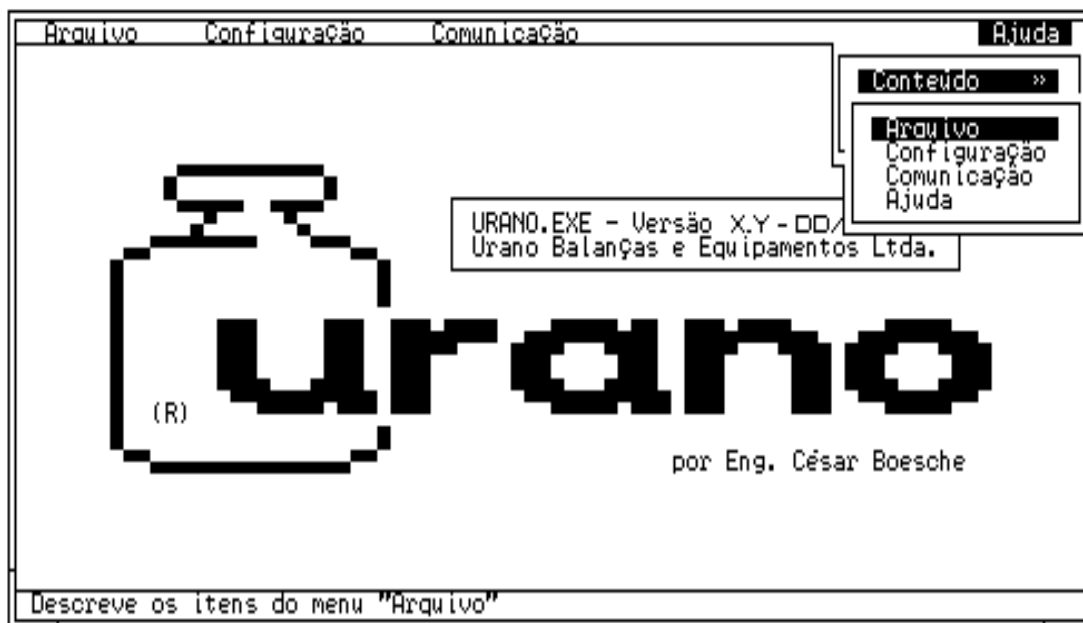 Arquivo Configuração Comunicação Ajuda
Conteúdo »
Arquivo
Configuração
Comunicação
Ajuda
URANO.EXE - Versão X.Y - DD/
Urano Balanças e Equipamentos Ltda.
urano
(R)
por Eng. César Boesche
Descreve os itens do menu "Arquivo"